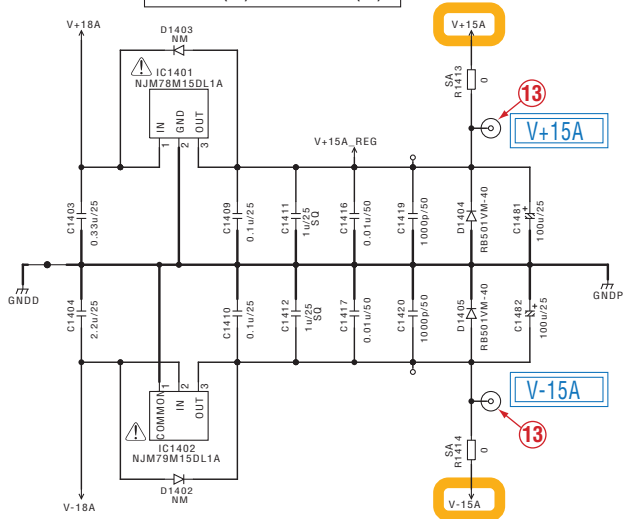 V+18A
V+15A
D1403
NM
IC1401
NJM78M15DL1A
IN
GND
OUT
1
2
3
SA
R1413
0
13
V+15A
V+15A_REG
C1403
0.33u/25
C1409
0.1u/25
C1411
1u/25
SQ
C1416
0.01u/50
C1419
1000p/50
D1404
RB501VM-40
C1481
+
100u/25
GNDD
GNDP
C1404
2.2u/25
C1410
0.1u/25
C1412
1u/25
SQ
C1417
0.01u/50
C1420
1000p/50
D1405
RB501VM-40
C1482
+
100u/25
COMMON
IN
OUT
1
2
3
IC1402
NJM79M15DL1A
D1402
NM
V-15A
13
SA
R1414
0
V-18A
V-15A